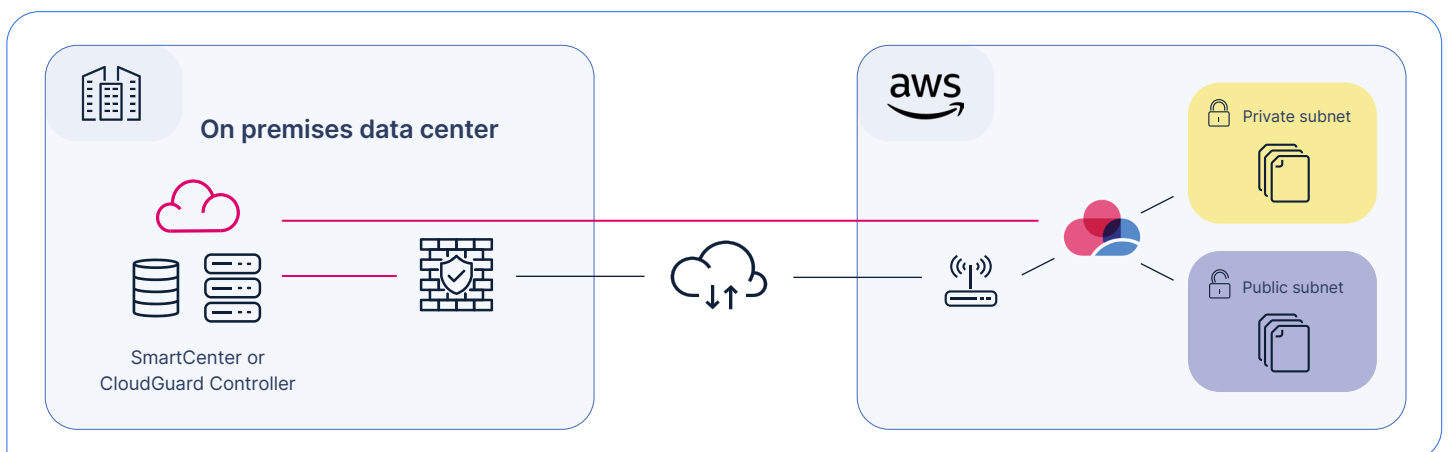 On premises data center
SmartCenter or
CloudGuard Controller
aws
Private subnet
Public subnet